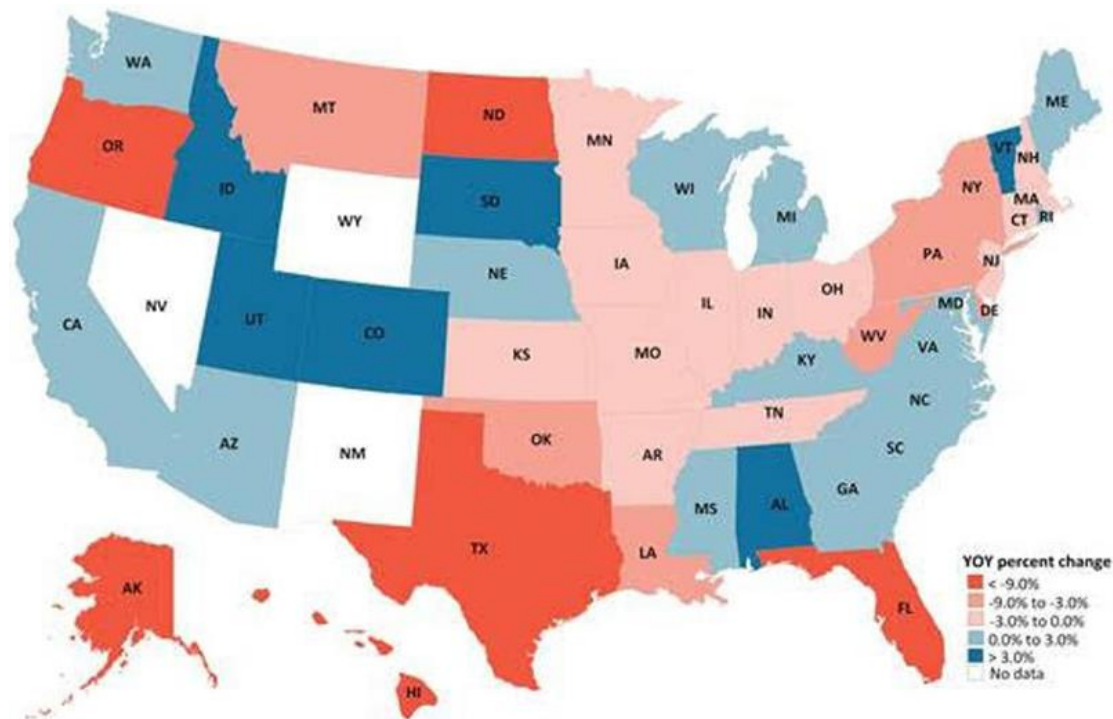 WA
MT
ND
MN
ME
OR
ID
SD
WI
MI
VT
NH
NY
MA
CT
RI
WY
NE
IA
PA
NJ
NV
UT
CO
IL
IN
OH
MD
DE
CA
KS
MO
KY
WV
VA
AZ
NM
OK
AR
TN
NC
SC
TX
LA
MS
AL
GA
FL
AK
HI
YOY percent change
< -9.0%
-9.0% to -3.0%
-3.0% to 0.0%
0.0% to 3.0%
> 3.0%
No data